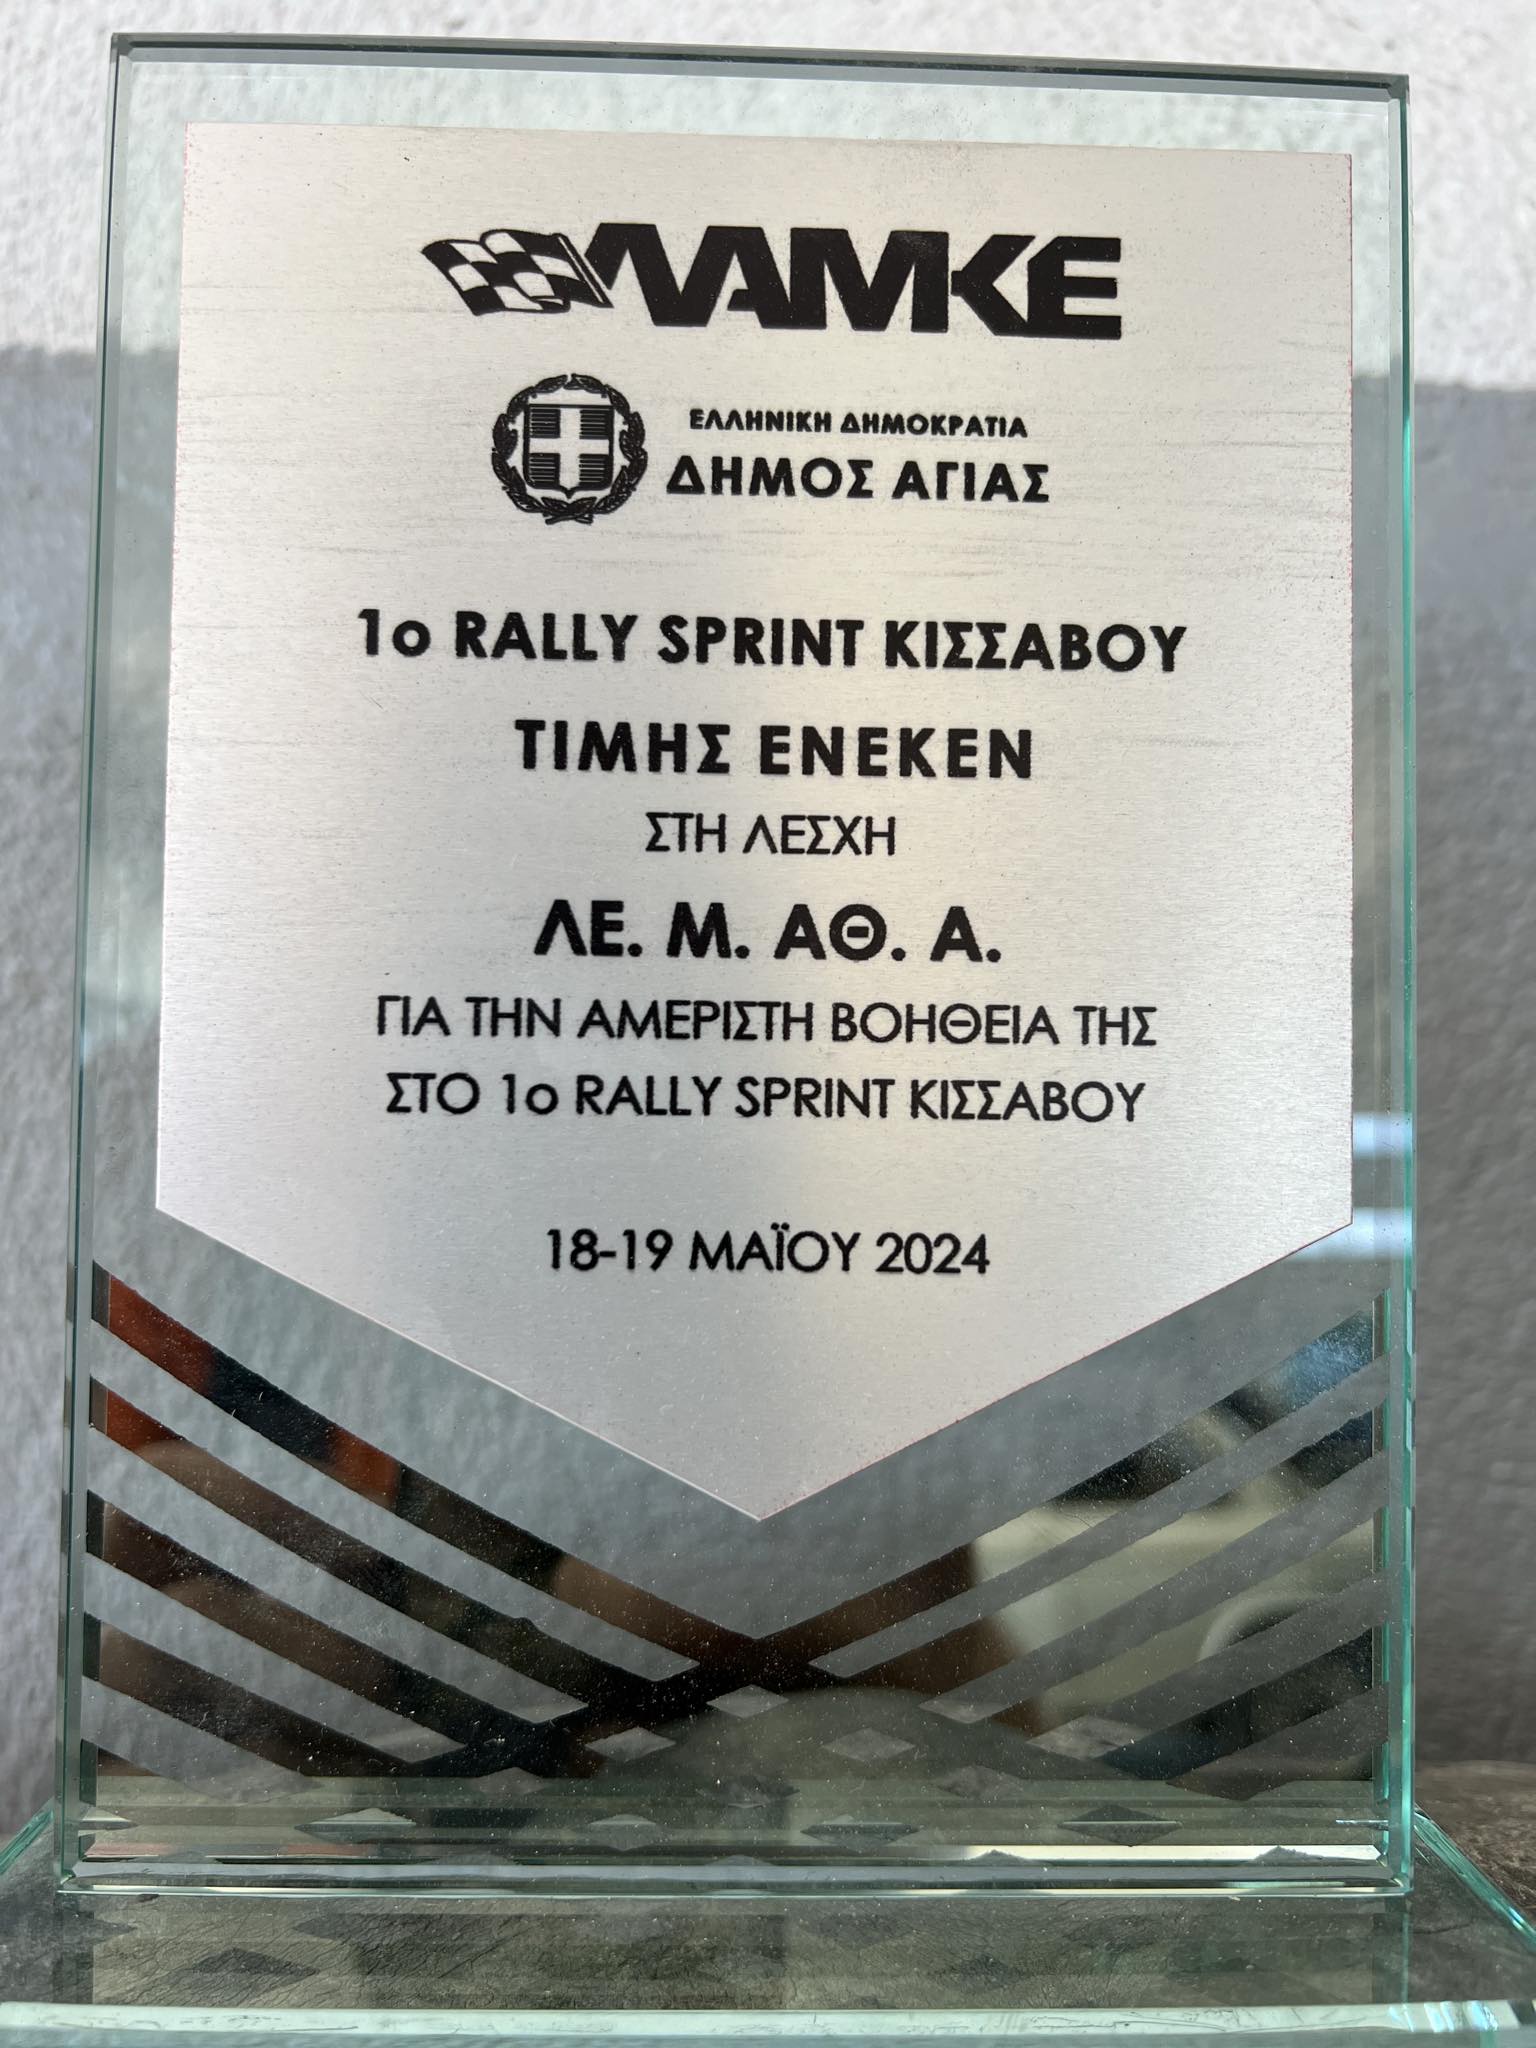 ΛΑΜΚΕ
ΕΛΛΗΝΙΚΗ ΔΗΜΟΚΡΑΤΙΑ
ΔΗΜΟΣ ΑΓΙΑΣ
1ο RALLY SPRINT ΚΙΣΣΑΒΟΥ
ΤΙΜΗΣ ΕΝΕΚΕΝ
ΣΤΗ ΛΕΣΧΗ
ΛΕ. Μ. ΑΘ. Α.
ΓΙΑ ΤΗΝ ΑΜΕΡΙΣΤΗ ΒΟΗΘΕΙΑ ΤΗΣ
ΣΤΟ 1ο RALLY SPRINT ΚΙΣΣΑΒΟΥ
18-19 ΜΑΪΟΥ 2024